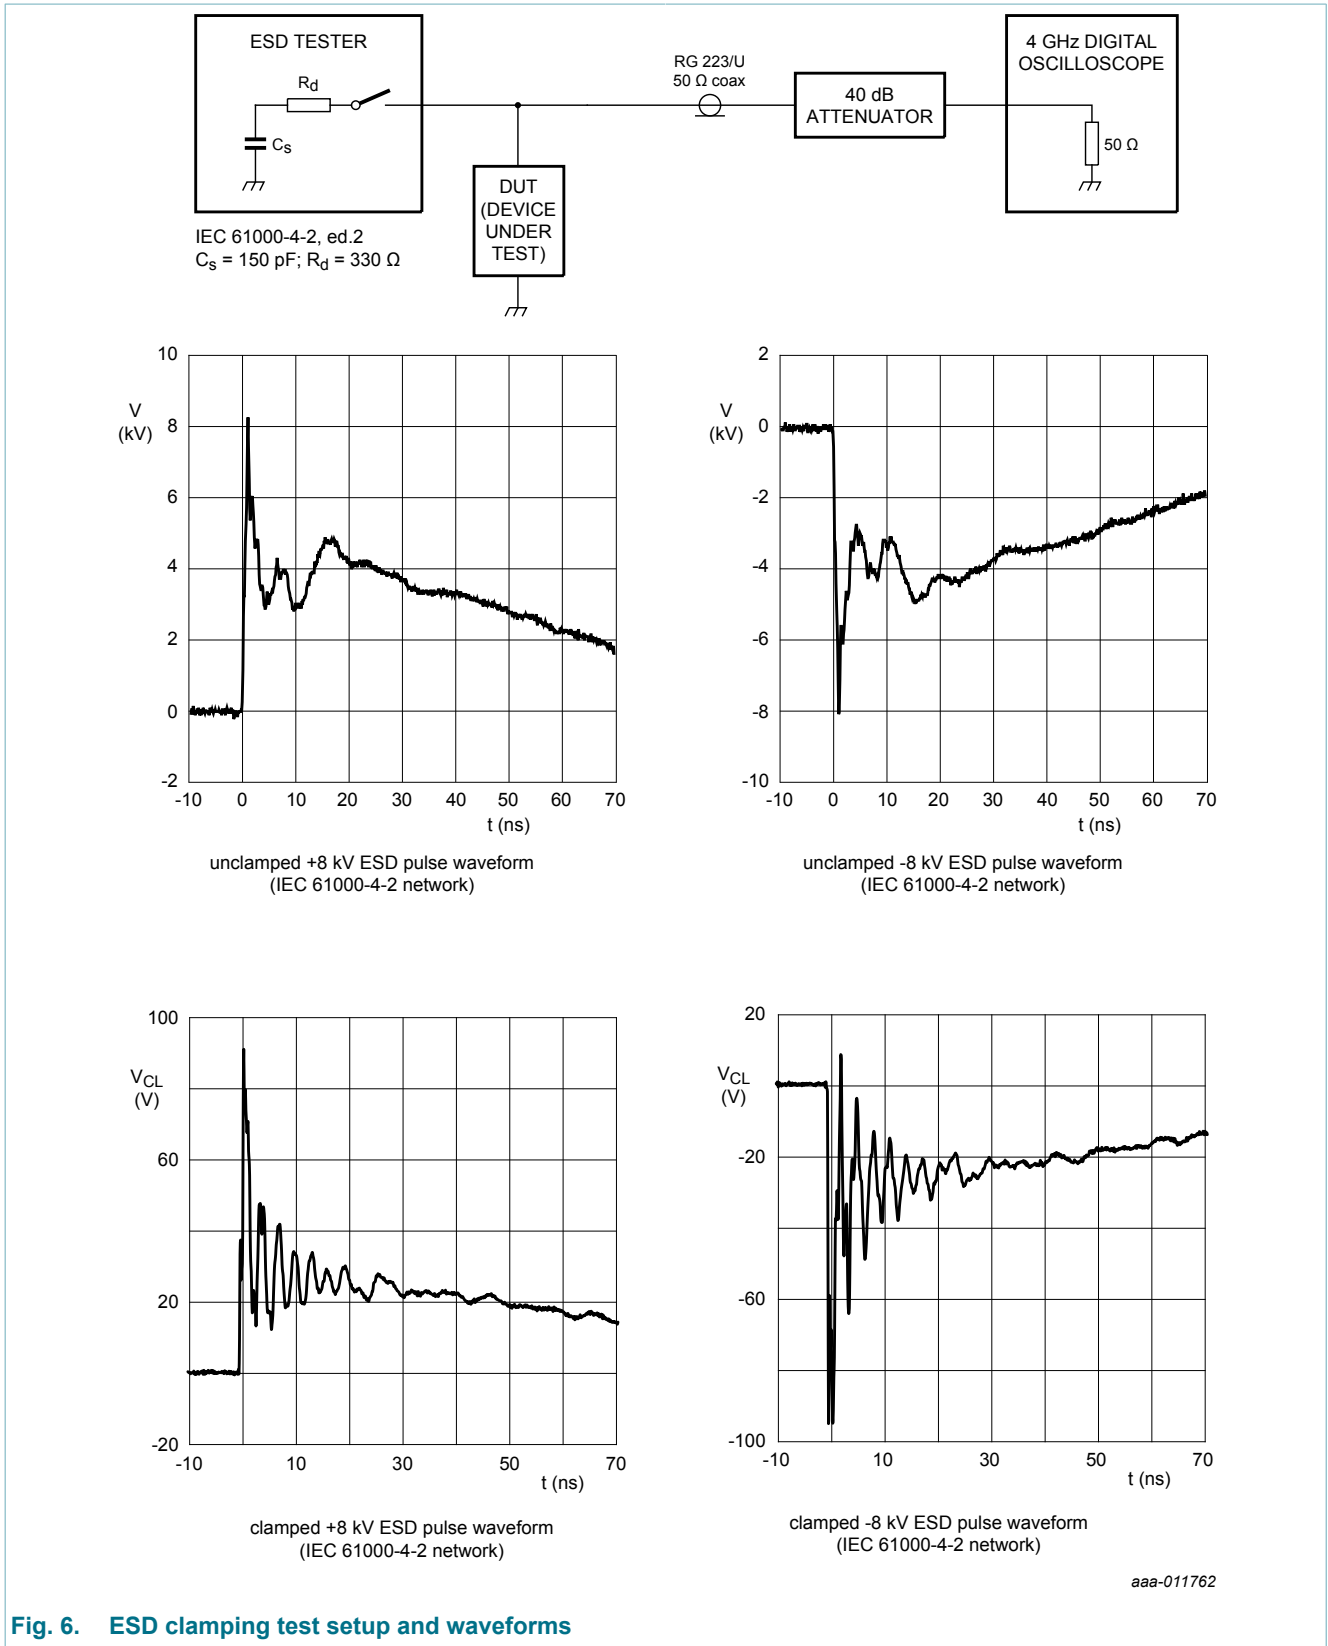 ESD TESTER
Rd
Cs
IEC 61000-4-2, ed.2
Cs = 150 pF; Rd = 330 Ω
DUT
(DEVICE
UNDER
TEST)
RG 223/U
50 Ω coax
40 dB
ATTENUATOR
4 GHz DIGITAL
OSCILLOSCOPE
50 Ω
V
(kV)
10
8
6
4
2
0
-2
-10 0 10 20 30 40 50 60 70
t (ns)
unclamped +8 kV ESD pulse waveform
(IEC 61000-4-2 network)
V
(kV)
2
0
-2
-4
-6
-8
-10
-10 0 10 20 30 40 50 60 70
t (ns)
unclamped -8 kV ESD pulse waveform
(IEC 61000-4-2 network)
VCL
(V)
100
60
20
-20
-10 10 30 50 70
t (ns)
clamped +8 kV ESD pulse waveform
(IEC 61000-4-2 network)
VCL
(V)
20
-20
-60
-100
-10 10 30 50 70
t (ns)
clamped -8 kV ESD pulse waveform
(IEC 61000-4-2 network)
aaa-011762
Fig. 6. ESD clamping test setup and waveforms